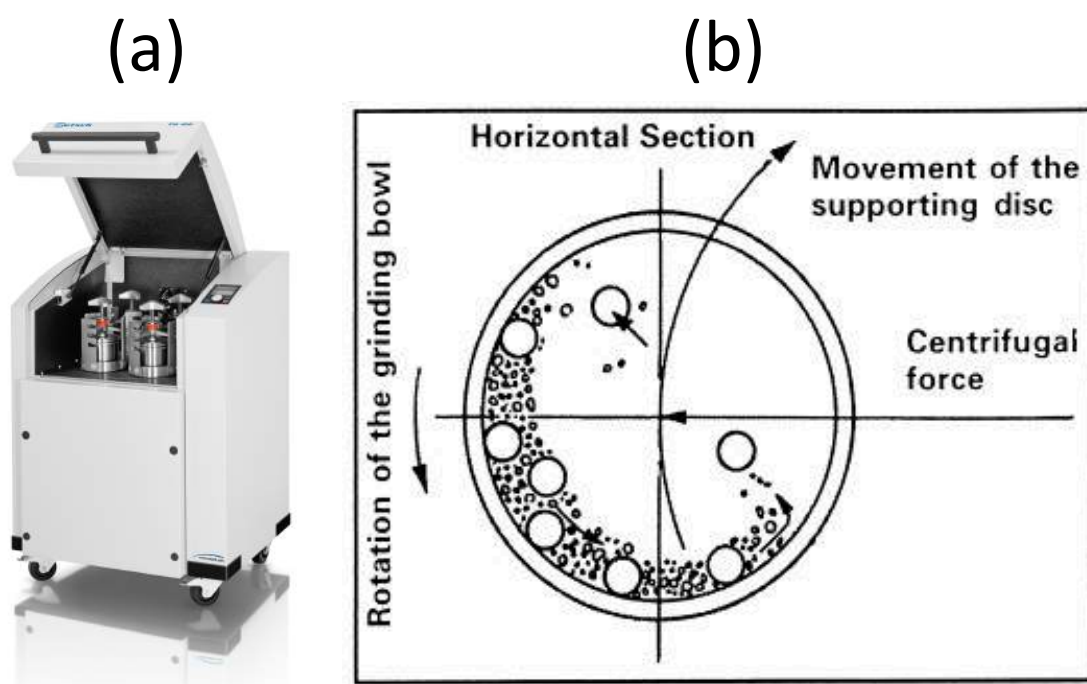 (a)
(b)
Horizontal Section
Movement of the
supporting disc
Rotation of the grinding bowl
Centrifugal
force